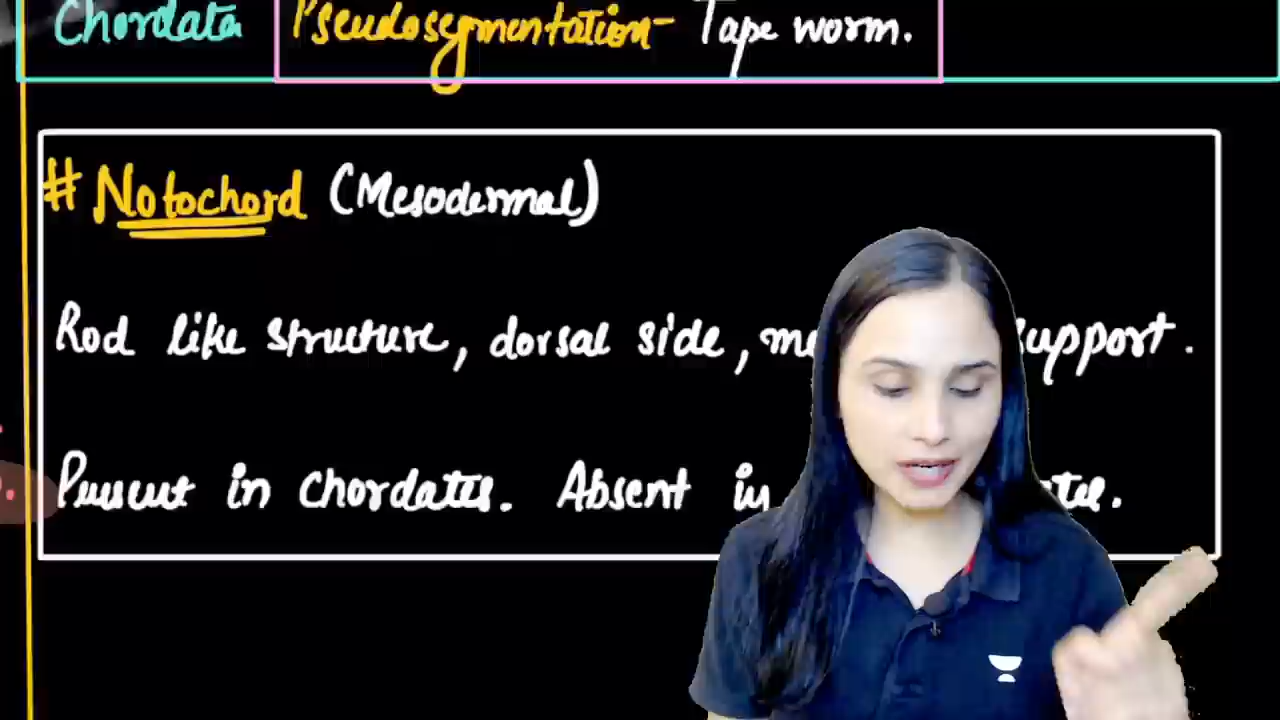 Chordata Pseudosegmentation- Tape worm.
# Notochord (Mesodermal)
Rod like structure, dorsal side, support.
Present in chordates. Absent in